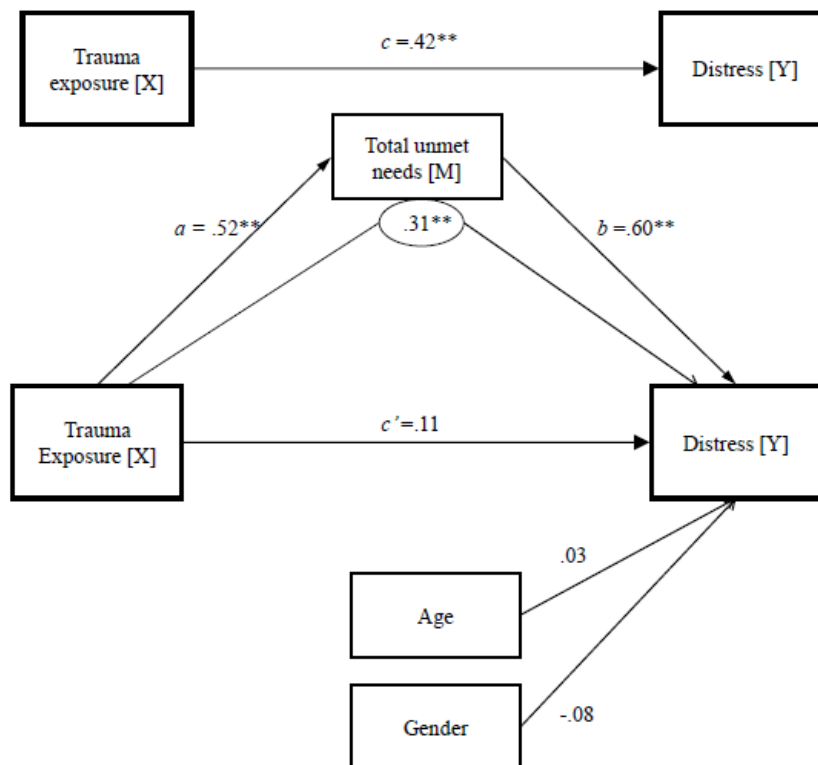 c =.42**
Trauma
exposure [X]
Distress [Y]
Total unmet
needs [M]
.31**
a = .52**
b =.60**
Trauma
Exposure [X]
c’=.11
Distress [Y]
.03
Age
-.08
Gender